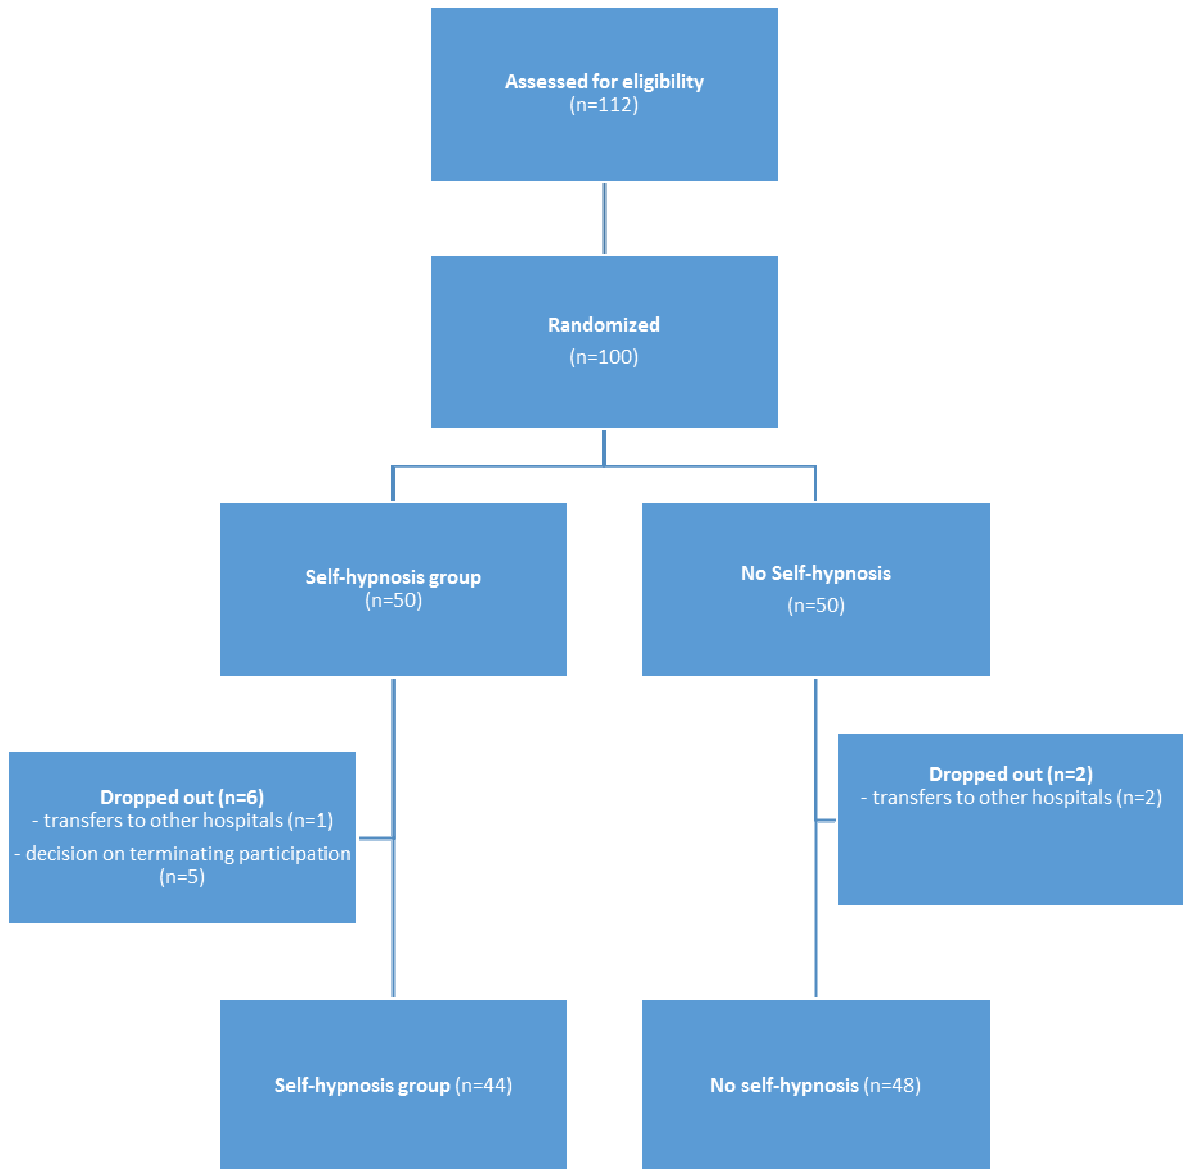 Assessed for eligibility
(n=112)
Randomized
(n=100)
Self-hypnosis group
(n=50)
No Self-hypnosis
(n=50)
Dropped out (n=6)
- transfers to other hospitals (n=1)
- decision on terminating participation
(n=5)
Dropped out (n=2)
- transfers to other hospitals (n=2)
Self-hypnosis group (n=44)
No self-hypnosis (n=48)